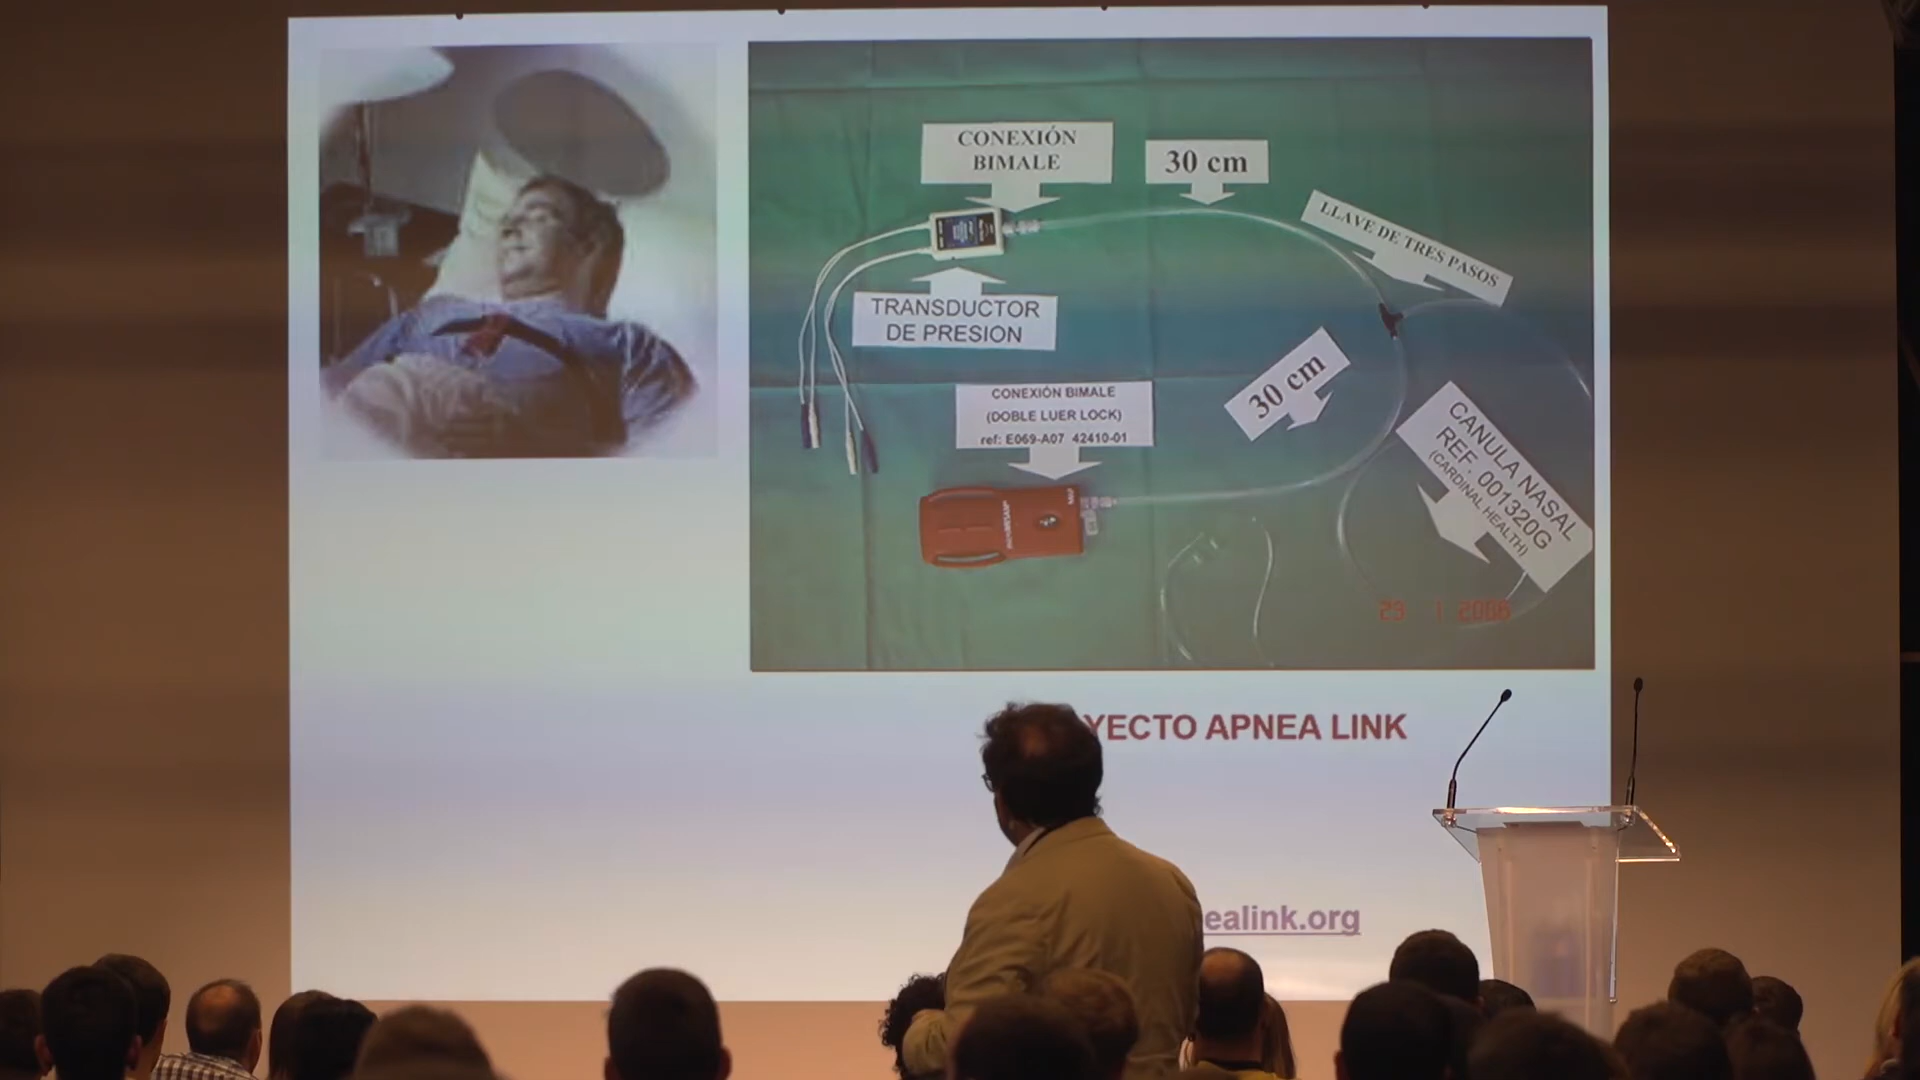 CONEXIÓN
BIMALE
30 cm
LLAVE DE TRES PASOS
TRANSDUCTOR
DE PRESION
30 cm
CONEXIÓN BIMALE
(DOBLE LUER LOCK)
ref: E069-A07 42410-01
CANULA NASAL
REF. 001320G
(CARDINAL HEALTH)
23 1 2006
YECTO APNEA LINK
ealink.org